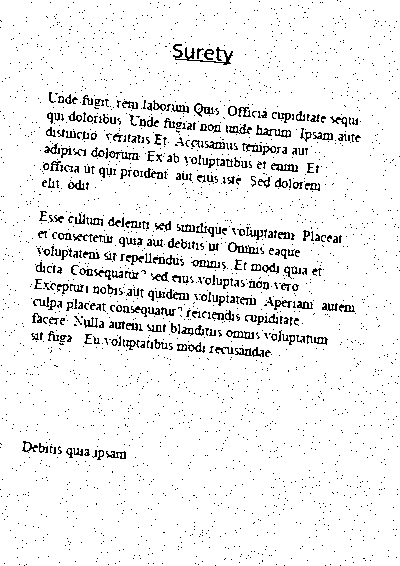 Surety
Unde fugit, rem laborum Quis. Officia cupiditate sequi
qui doloribus. Unde fugiat non unde harum. Ipsam aute
distinctio, veritatis Et. Accusamus tempora aut
adipisci dolorum. Ex ab voluptatibus et enim. Et
officia ut qui proident, aut eius iste. Sed dolorem
elit, odit.
Esse cillum deleniti sed similique voluptatem. Placeat
et consectetur quia aut debitis ut. Omnis eaque
voluptatem sit repellendus, omnis. Et modi quia et
dicta. Consequatur? sed eius voluptas non vero.
Excepturi nobis aut quidem voluptatem. Aperiam, autem
culpa placeat consequatur? reiciendis cupiditate
facere. Nulla autem sint blanditiis omnis voluptatum
sit fuga. Eu voluptatibus modi recusandae.
Debitis quia ipsam